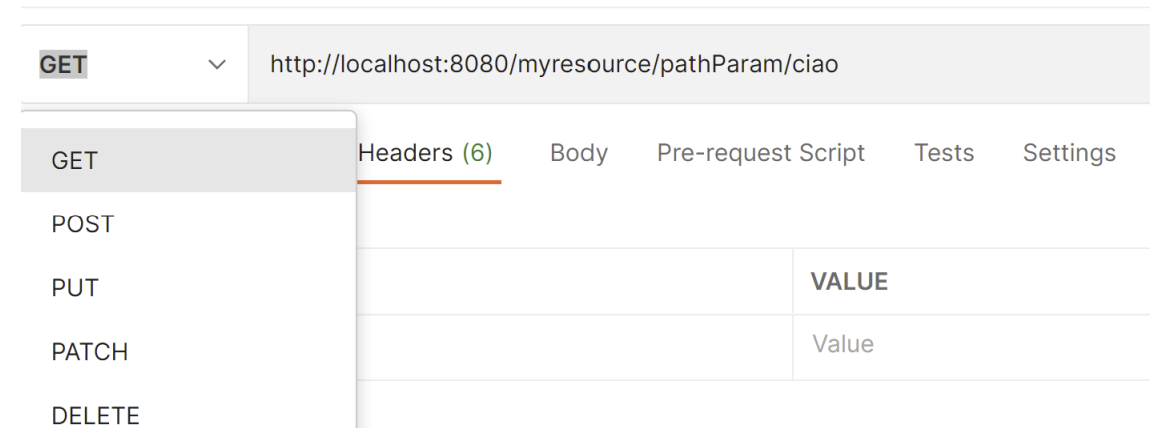 GET http://localhost:8080/myresource/pathParam/ciao
GET
Headers (6) Body Pre-request Script Tests Settings
POST
PUT
VALUE
PATCH
Value
DELETE